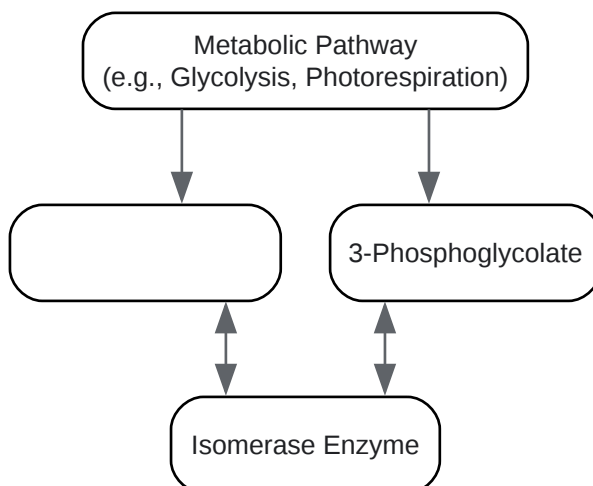 Metabolic Pathway
(e.g., Glycolysis, Photorespiration)
3-Phosphoglycolate
Isomerase Enzyme